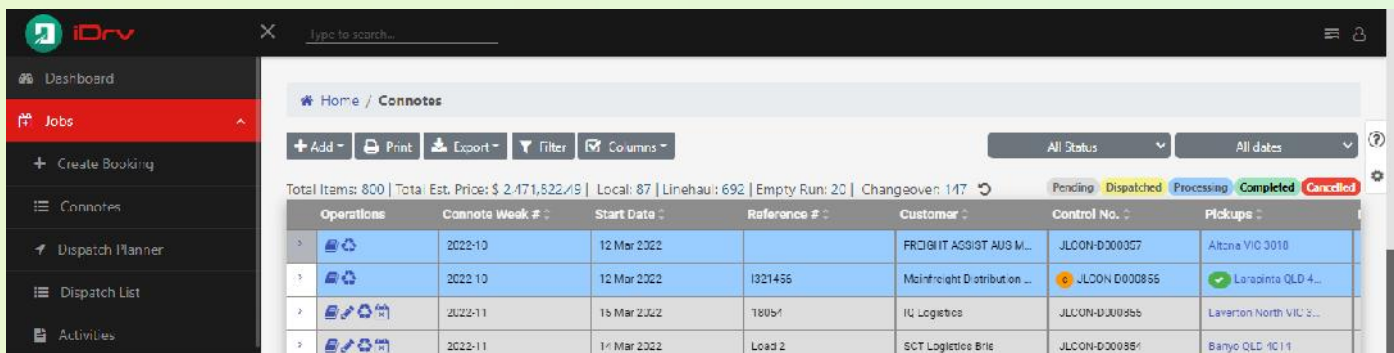 iDrv
Type to search...
Dashboard
Jobs
Create Booking
Connotes
Dispatch Planner
Dispatch List
Activities
Home / Connotes
Add Print Export Filter Columns All Status All dates
Total Items: 800 | Total Est. Price: $ 2,471,522.49 | Local: 87 | Linehaul: 692 | Empty Run: 20 | Changeover: 147 Pending Dispatched Processing Completed Cancelled
Operations Connote Week # Start Date Reference # Customer Control No. Pickups
2022-10 12 Mar 2022 FREIGHT ASSIST AUS M... JLCON-D000857 Altona VIC 3018
2022-10 12 Mar 2022 I321456 Mainfreight Distribution ... C JLCON-D000856 Larapinta QLD 4...
2022-11 15 Mar 2022 18054 IQ Logistics JLCON-D000855 Laverton North VIC 3...
2022-11 14 Mar 2022 Load 2 SCT Logistics Bris JLCON-D000854 Banyo QLD 4014